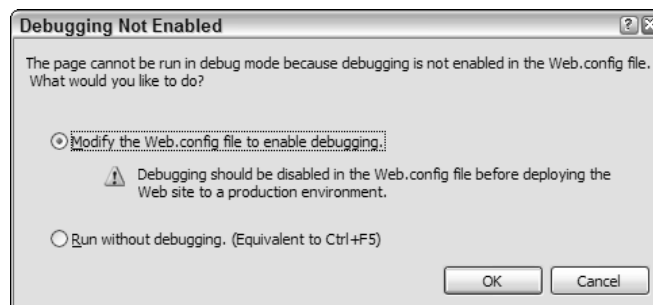 Debugging Not Enabled
The page cannot be run in debug mode because debugging is not enabled in the Web.config file.
What would you like to do?
Modify the Web.config file to enable debugging.
Debugging should be disabled in the Web.config file before deploying the
Web site to a production environment.
Run without debugging. (Equivalent to Ctrl+F5)
OK Cancel